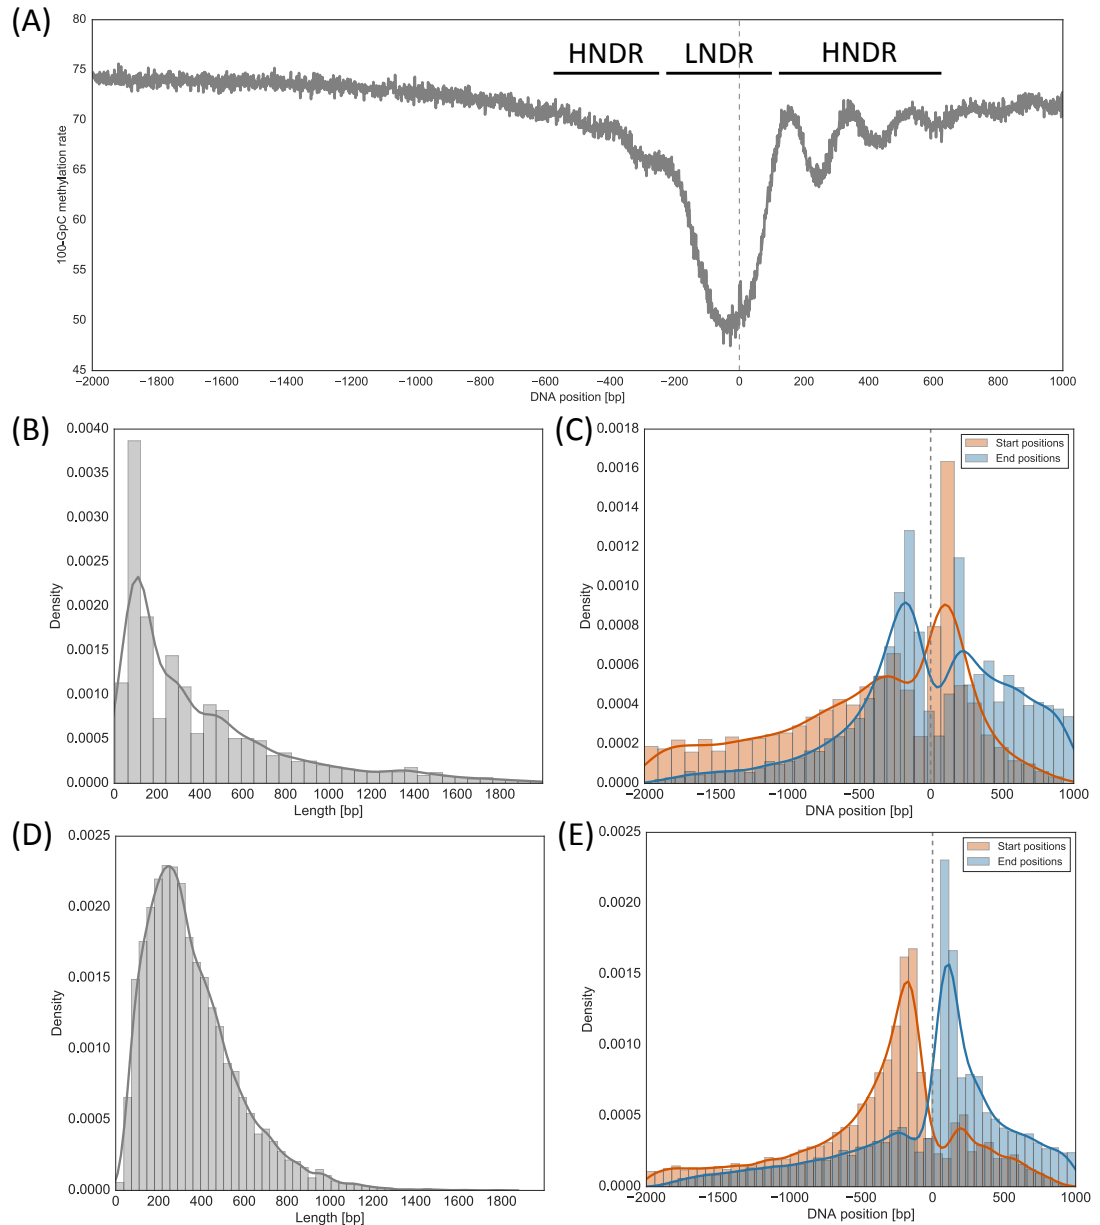 (A)
80
75
70
65
60
55
50
45
100-GpC methylation rate
HNDR LNDR HNDR
−2000 −1800 −1600 −1400 −1200 −1000 −800 −600 −400 −200 0 200 400 600 800 1000
DNA position [bp]
(B)
0.0040
0.0035
0.0030
0.0025
0.0020
0.0015
0.0010
0.0005
0.0000
Density
0 200 400 600 800 1000 1200 1400 1600 1800
Length [bp]
(C)
0.0018
0.0016
0.0014
0.0012
0.0010
0.0008
0.0006
0.0004
0.0002
0.0000
Density
Start positions
End positions
−2000 −1500 −1000 −500 0 500 1000
DNA position [bp]
(D)
0.0025
0.0020
0.0015
0.0010
0.0005
0.0000
Density
0 200 400 600 800 1000 1200 1400 1600 1800
Length [bp]
(E)
0.0025
0.0020
0.0015
0.0010
0.0005
0.0000
Density
Start positions
End positions
−2000 −1500 −1000 −500 0 500 1000
DNA position [bp]